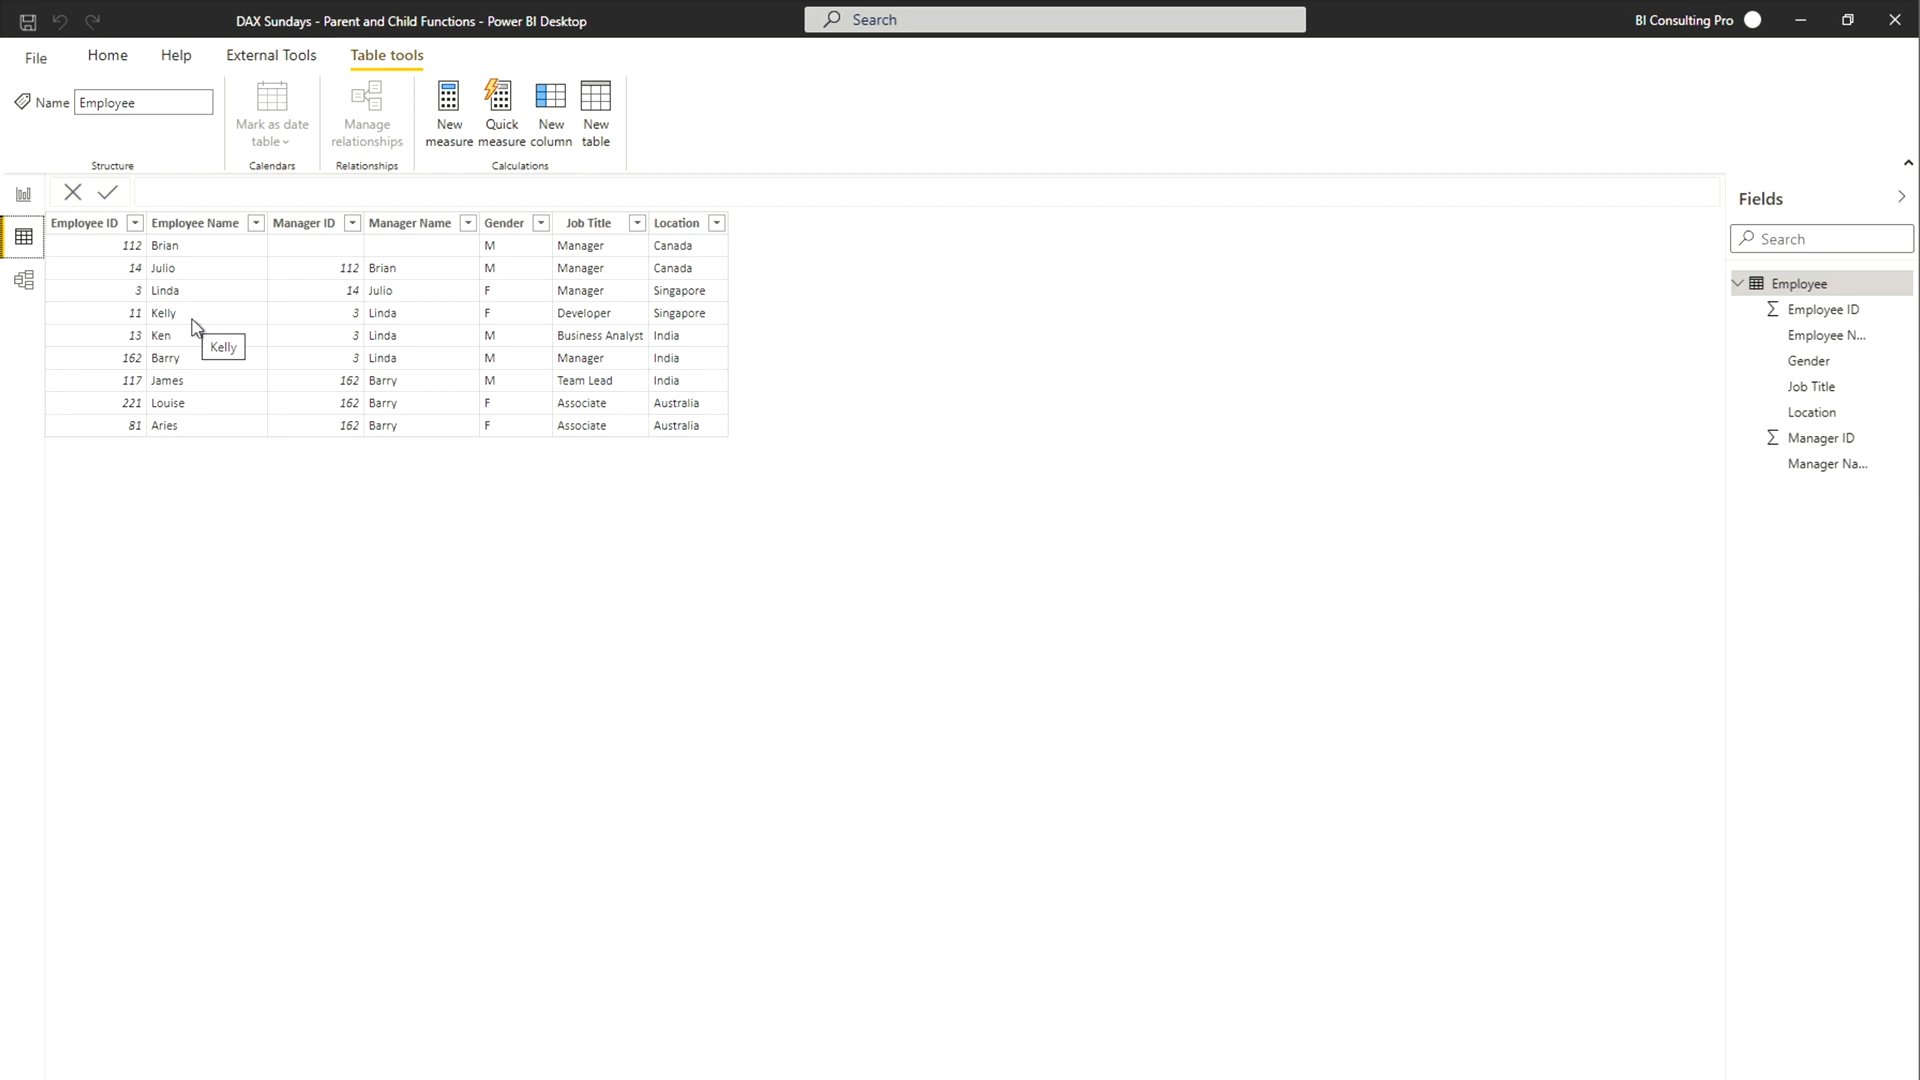 DAX Sundays - Parent and Child Functions - Power BI Desktop
Search
BI Consulting Pro
File
Home
Help
External Tools
Table tools
Name
Employee
Mark as date
table
Manage
relationships
New
measure
Quick
measure
New
column
New
table
Structure
Calendars
Relationships
Calculations
Employee ID Employee Name Manager ID Manager Name Gender Job Title Location
112 Brian M Manager Canada
14 Julio 112 Brian M Manager Canada
3 Linda 14 Julio F Manager Singapore
11 Kelly 3 Linda F Developer Singapore
13 Ken 3 Linda M Business Analyst India
Kelly
162 Barry 3 Linda M Manager India
117 James 162 Barry M Team Lead India
221 Louise 162 Barry F Associate Australia
81 Aries 162 Barry F Associate Australia
Fields
Search
Employee
Employee ID
Employee N...
Gender
Job Title
Location
Manager ID
Manager Na...